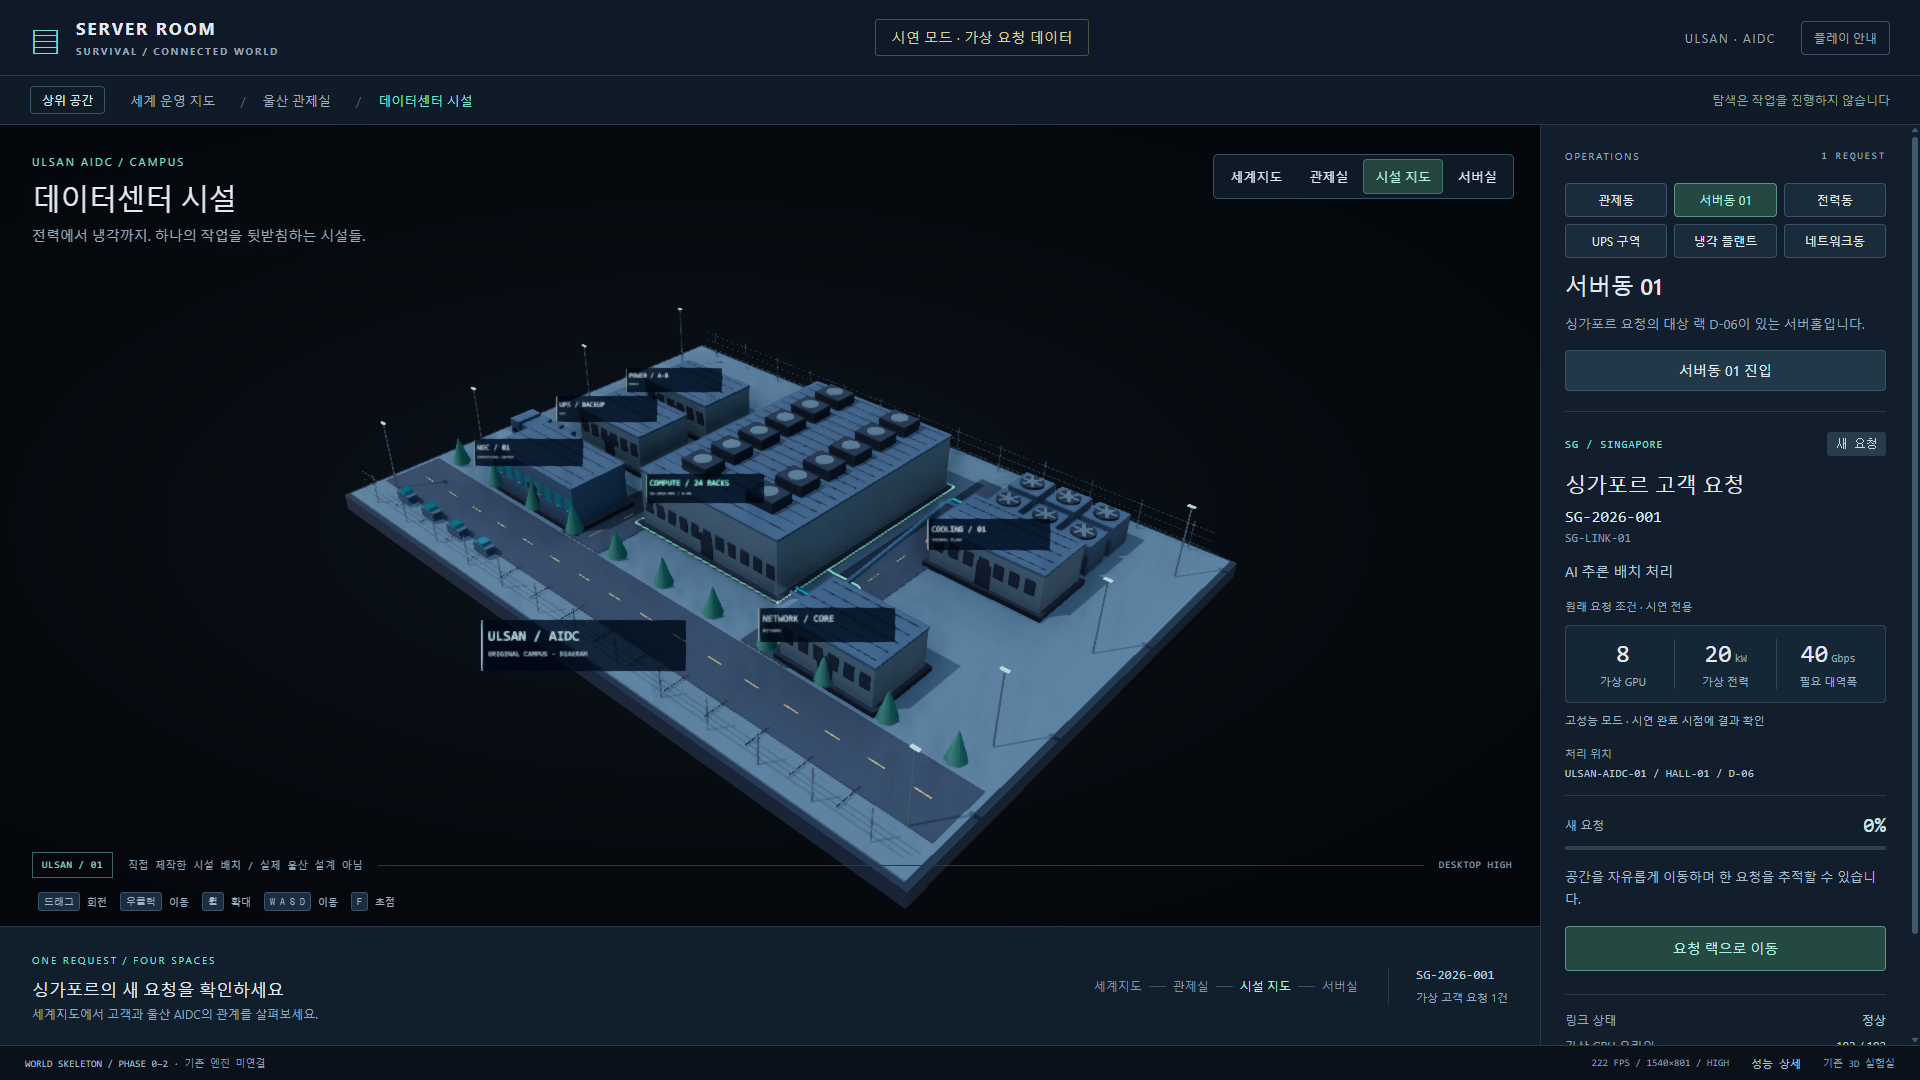 SERVER ROOM
SURVIVAL / CONNECTED WORLD
시연 모드 · 가상 요청 데이터
ULSAN · AIDC
플레이 안내
상위 공간
세계 운영 지도 / 울산 관제실 / 데이터센터 시설
탐색은 작업을 진행하지 않습니다
ULSAN AIDC / CAMPUS
데이터센터 시설
전력에서 냉각까지. 하나의 작업을 뒷받침하는 시설들.
세계지도 관제실 시설 지도 서버실
POWER / A-B
UPS / BACKUP
NOC / 01
COMPUTE / 24 RACKS
COOLING / 01
NETWORK / CORE
NETWORK
ULSAN / AIDC
ORIGINAL CAMPUS - DIAGRAM
ULSAN / 01
직접 제작한 시설 배치 / 실제 울산 설계 아님
DESKTOP HIGH
드래그 회전 우클릭 이동 휠 확대 W A S D 이동 F 초점
ONE REQUEST / FOUR SPACES
싱가포르의 새 요청을 확인하세요
세계지도에서 고객과 울산 AIDC의 관계를 살펴보세요.
세계지도 — 관제실 — 시설 지도 — 서버실
SG-2026-001
가상 고객 요청 1건
OPERATIONS
1 REQUEST
관제동 서버동 01 전력동
UPS 구역 냉각 플랜트 네트워크동
서버동 01
싱가포르 요청의 대상 랙 D-06이 있는 서버홀입니다.
서버동 01 진입
SG / SINGAPORE
새 요청
싱가포르 고객 요청
SG-2026-001
SG-LINK-01
AI 추론 배치 처리
원래 요청 조건 · 시연 전용
8 20 kW 40 Gbps
가상 GPU 가상 전력 필요 대역폭
고성능 모드 · 시연 완료 시점에 결과 확인
처리 위치
ULSAN-AIDC-01 / HALL-01 / D-06
새 요청 0%
공간을 자유롭게 이동하며 한 요청을 추적할 수 있습니
다.
요청 랙으로 이동
링크 상태 정상
WORLD SKELETON / PHASE 0-2 · 기존 엔진 미연결
222 FPS / 1540×801 / HIGH
성능 상세
기존 3D 실험실